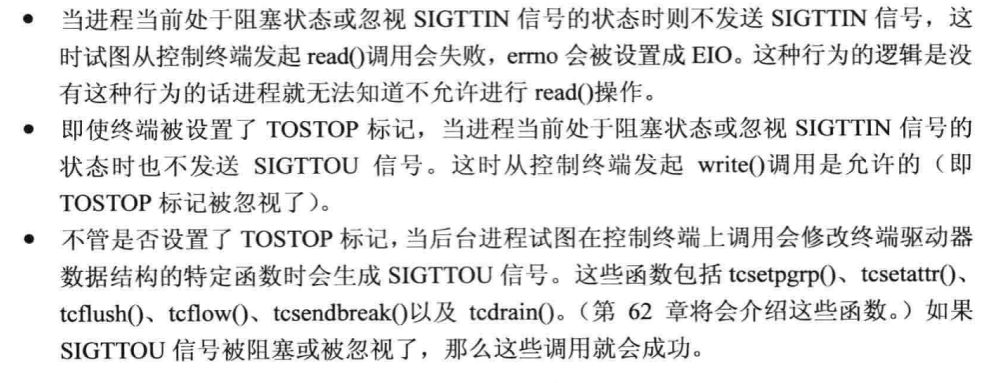 • 当进程当前处于阻塞状态或忽视 SIGTTIN 信号的状态时则不发送 SIGTTIN 信号，这
时试图从控制终端发起 read()调用会失败，errno 会被设置成 EIO。这种行为的逻辑是没
有这种行为的话进程就无法知道不允许进行 read()操作。
• 即使终端被设置了 TOSTOP 标记，当进程当前处于阻塞状态或忽视 SIGTTIN 信号的
状态时也不发送 SIGTTOU 信号。这时从控制终端发起 write()调用是允许的（即
TOSTOP 标记被忽视了）。
• 不管是否设置了 TOSTOP 标记，当后台进程试图在控制终端上调用会修改终端驱动器
数据结构的特定函数时会生成 SIGTTOU 信号。这些函数包括 tcsetpgrp()、tcsetattr()、
tcflush()、tcflow()、tcsendbreak()以及 tcdrain()。（第 62 章将会介绍这些函数。）如果
SIGTTOU 信号被阻塞或被忽视了，那么这些调用就会成功。